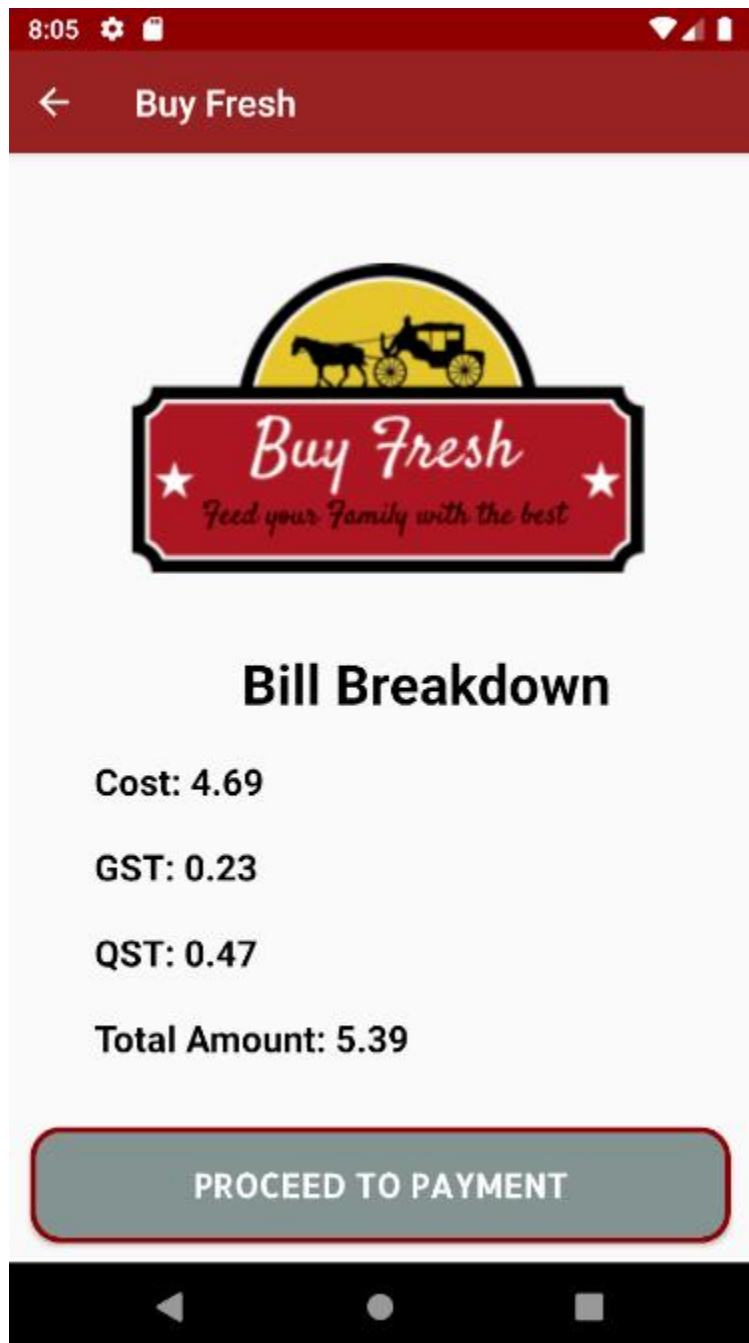 8:05
Buy Fresh
Buy Fresh
Feed your Family with the best
Bill Breakdown
Cost: 4.69
GST: 0.23
QST: 0.47
Total Amount: 5.39
PROCEED TO PAYMENT